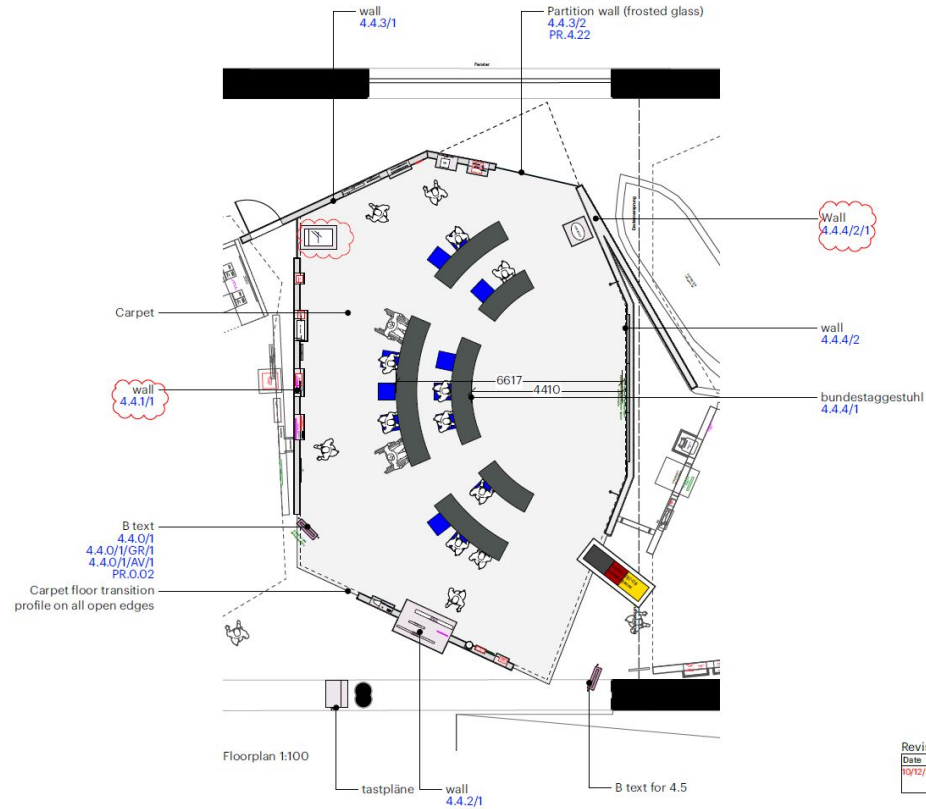 wall
4.4.3/1
Partition wall (frosted glass)
4.4.3/2
PR.4.22
Fenster
Wall
4.4.4/2/1
Carpet
wall
4.4.4/2
6617
4410
wall
4.4.1/1
bundestaggestuhl
4.4.4/1
B text
4.4.0/1
4.4.0/1/GR/1
4.4.0/1/AV/1
PR.0.02
Carpet floor transition
profile on all open edges
Floorplan 1:100
tastpläne
wall
4.4.2/1
B text for 4.5
Revis
Date
10/12/